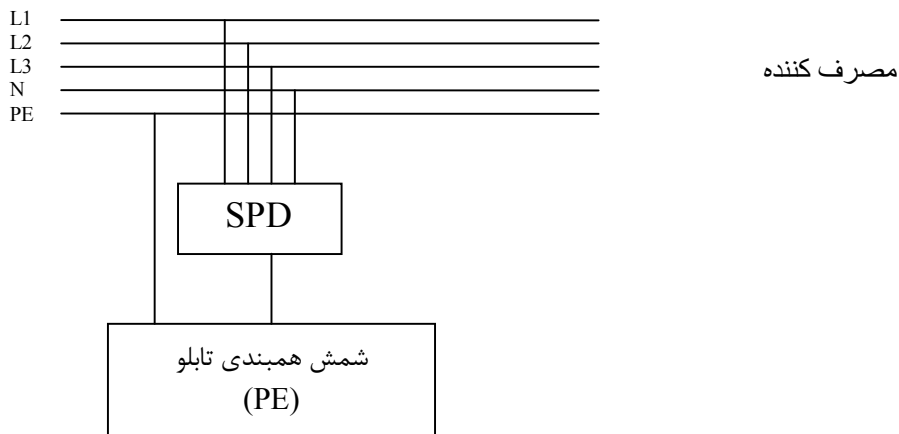 L1
L2
L3
N
PE
مصرف کننده
SPD
شمش همبندی تابلو
(PE)